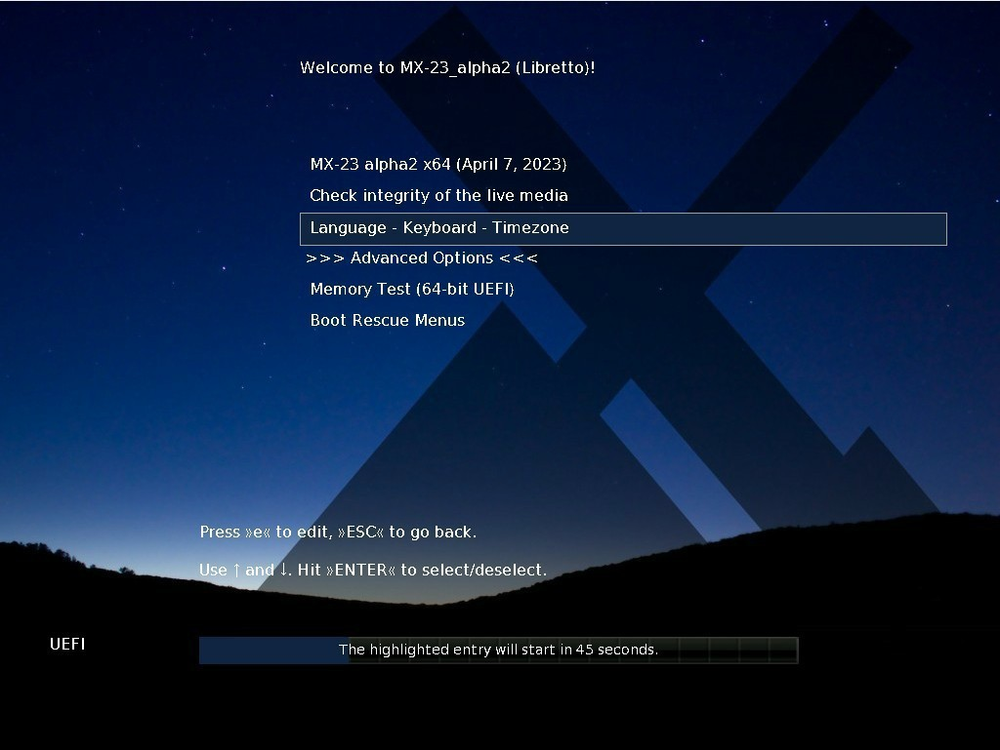 Welcome to MX-23_alpha2 (Libretto)!
MX-23 alpha2 x64 (April 7, 2023)
Check integrity of the live media
Language - Keyboard - Timezone
>>> Advanced Options <<<
Memory Test (64-bit UEFI)
Boot Rescue Menus
Press »e« to edit, »ESC« to go back.
Use ↑ and ↓. Hit »ENTER« to select/deselect.
UEFI
The highlighted entry will start in 45 seconds.